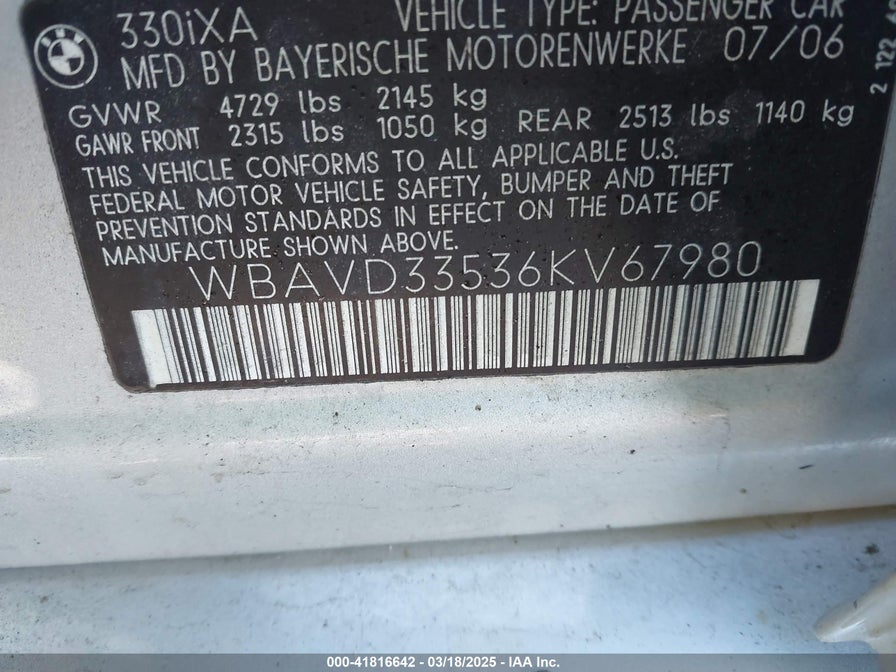 VEHICLE TYPE: PASSENGER CAR
330iXA
MFD BY BAYERISCHE MOTORENWERKE 07/06
GVWR 4729 lbs 2145 kg
GAWR FRONT 2315 lbs 1050 kg REAR 2513 lbs 1140 kg
THIS VEHICLE CONFORMS TO ALL APPLICABLE U.S.
FEDERAL MOTOR VEHICLE SAFETY, BUMPER AND THEFT
PREVENTION STANDARDS IN EFFECT ON THE DATE OF
MANUFACTURE SHOWN ABOVE.
WBAVD33536KV67980
2 122
000-41816642 / 03/18/2025 - IAA Inc.